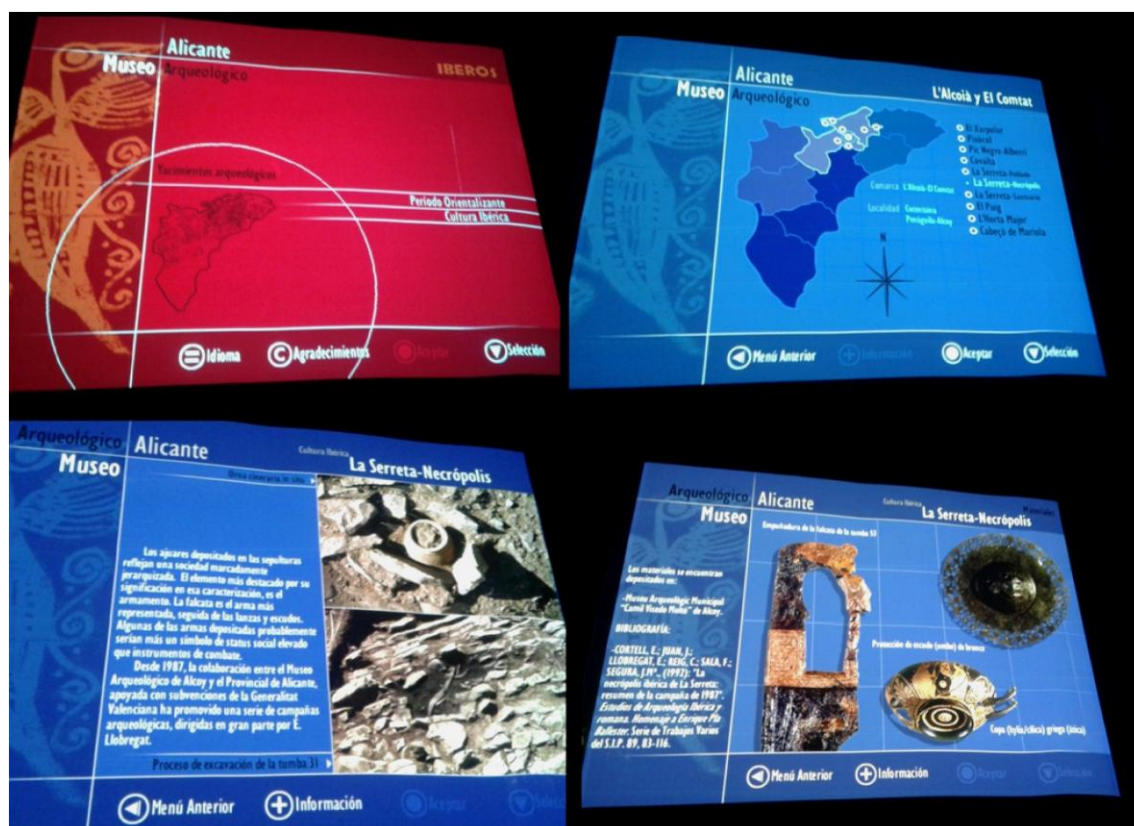 Alicante
Museo Arqueológico
IBEROS
Yacimientos arqueológicos
Periodo Orientalizante
Cultura Ibérica
Idioma
Agradecimientos
Aceptar
Selección
Alicante
Museo Arqueológico
L'Alcoià y El Comtat
El Xarpolar
Pixòcol
Pic Negre-Alberri
Covalta
La Serreta-Poblado
La Serreta-Necrópolis
La Serreta-Santuario
El Puig
L'Horta Major
Cabeçó de Mariola
Comarca L'Alcoià-El Comtat
Localidad Cocentaina
Penàguila-Alcoy
N
Menú Anterior
Información
Aceptar
Selección
Arqueológico Alicante
Museo
Cultura Ibérica
La Serreta-Necrópolis
Urna cineraria in situ
Los ajuares depositados en las sepulturas
reflejan una sociedad marcadamente
jerarquizada. El elemento más destacado por su
significación en esa caracterización, es el
armamento. La falcata es el arma más
representada, seguida de las lanzas y escudos.
Algunas de las armas depositadas probablemente
serían más un símbolo de status social elevado
que instrumentos de combate.
Desde 1987, la colaboración entre el Museo
Arqueológico de Alcoy y el Provincial de Alicante,
apoyada con subvenciones de la Generalitat
Valenciana ha promovido una serie de campañas
arqueológicas, dirigidas en gran parte por E.
Llobregat.
Proceso de excavación de la tumba 31
Menú Anterior
Información
Aceptar
Selección
Arqueológico Alicante
Museo
Cultura Ibérica
Materiales
La Serreta-Necrópolis
Empuñadura de la falcata de la tumba 53
Los materiales se encuentran
depositados en:
-Museu Arqueològic Municipal
"Camil Visedo Moltó" de Alcoy.
BIBLIOGRAFÍA:
-CORTELL, E.; JUAN, J.;
LLOBREGAT, E.; REIG, C.; SALA, F.;
SEGURA, J.Mª., (1992): "La
necrópolis ibérica de La Serreta:
resumen de la campaña de 1987".
Estudios de Arqueología Ibérica y
romana. Homenaje a Enrique Pla
Ballester. Serie de Trabajos Varios
del S.I.P. 89, 83-116.
Protección de escudo (umbo) de bronce
Copa (kylix/cílica) griega (ática)
Menú Anterior
Información
Aceptar
Selección